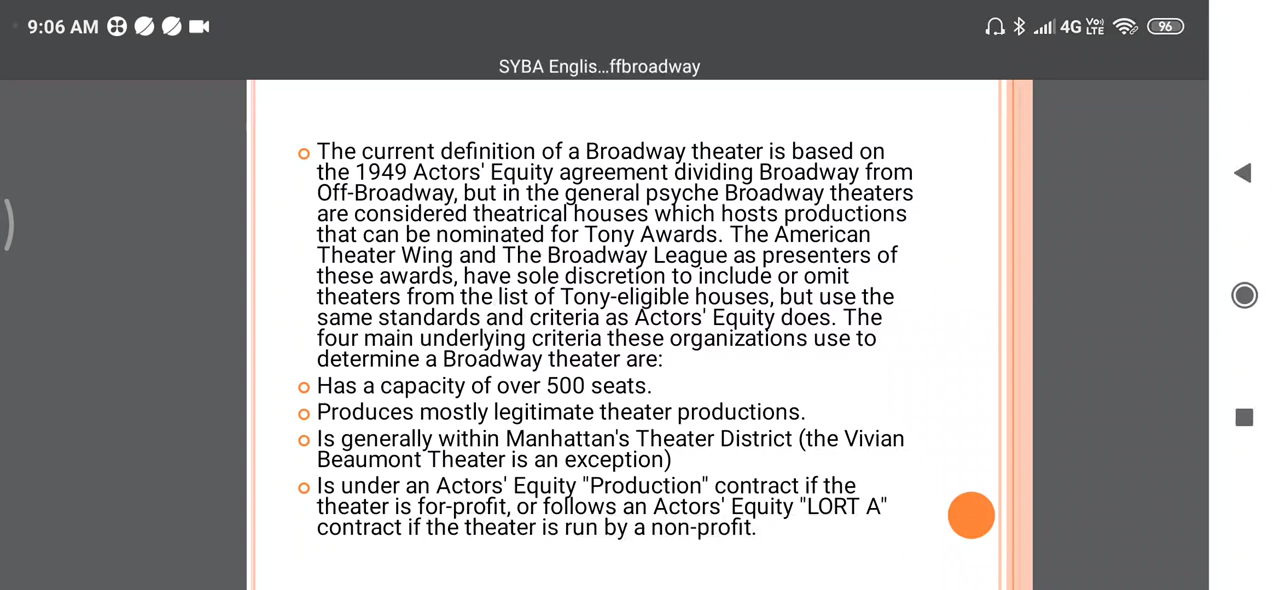 9:06 AM
4G Vo) LTE 96
SYBA Englis...ffbroadway
The current definition of a Broadway theater is based on
the 1949 Actors' Equity agreement dividing Broadway from
Off-Broadway, but in the general psyche Broadway theaters
are considered theatrical houses which hosts productions
that can be nominated for Tony Awards. The American
Theater Wing and The Broadway League as presenters of
these awards, have sole discretion to include or omit
theaters from the list of Tony-eligible houses, but use the
same standards and criteria as Actors' Equity does. The
four main underlying criteria these organizations use to
determine a Broadway theater are:
Has a capacity of over 500 seats.
Produces mostly legitimate theater productions.
Is generally within Manhattan's Theater District (the Vivian
Beaumont Theater is an exception)
Is under an Actors' Equity "Production" contract if the
theater is for-profit, or follows an Actors' Equity "LORT A"
contract if the theater is run by a non-profit.